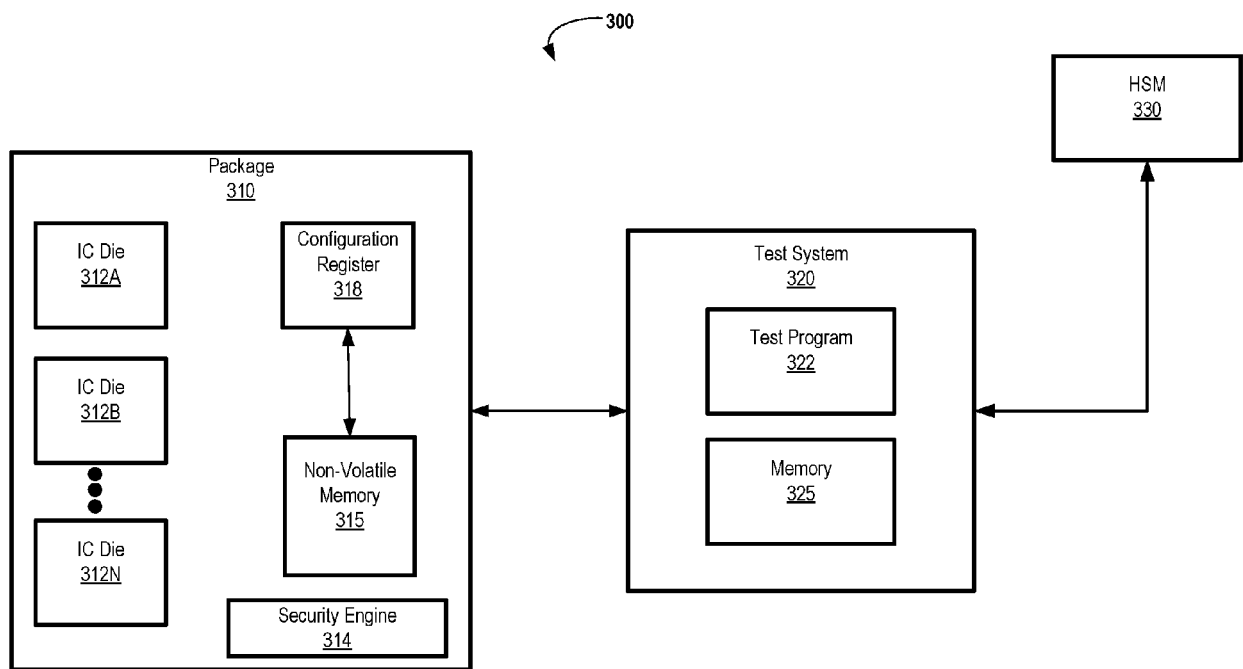 300
HSM
330
Package
310
IC Die
312A
Configuration
Register
318
IC Die
312B
Non-Volatile
Memory
315
IC Die
312N
Security Engine
314
Test System
320
Test Program
322
Memory
325